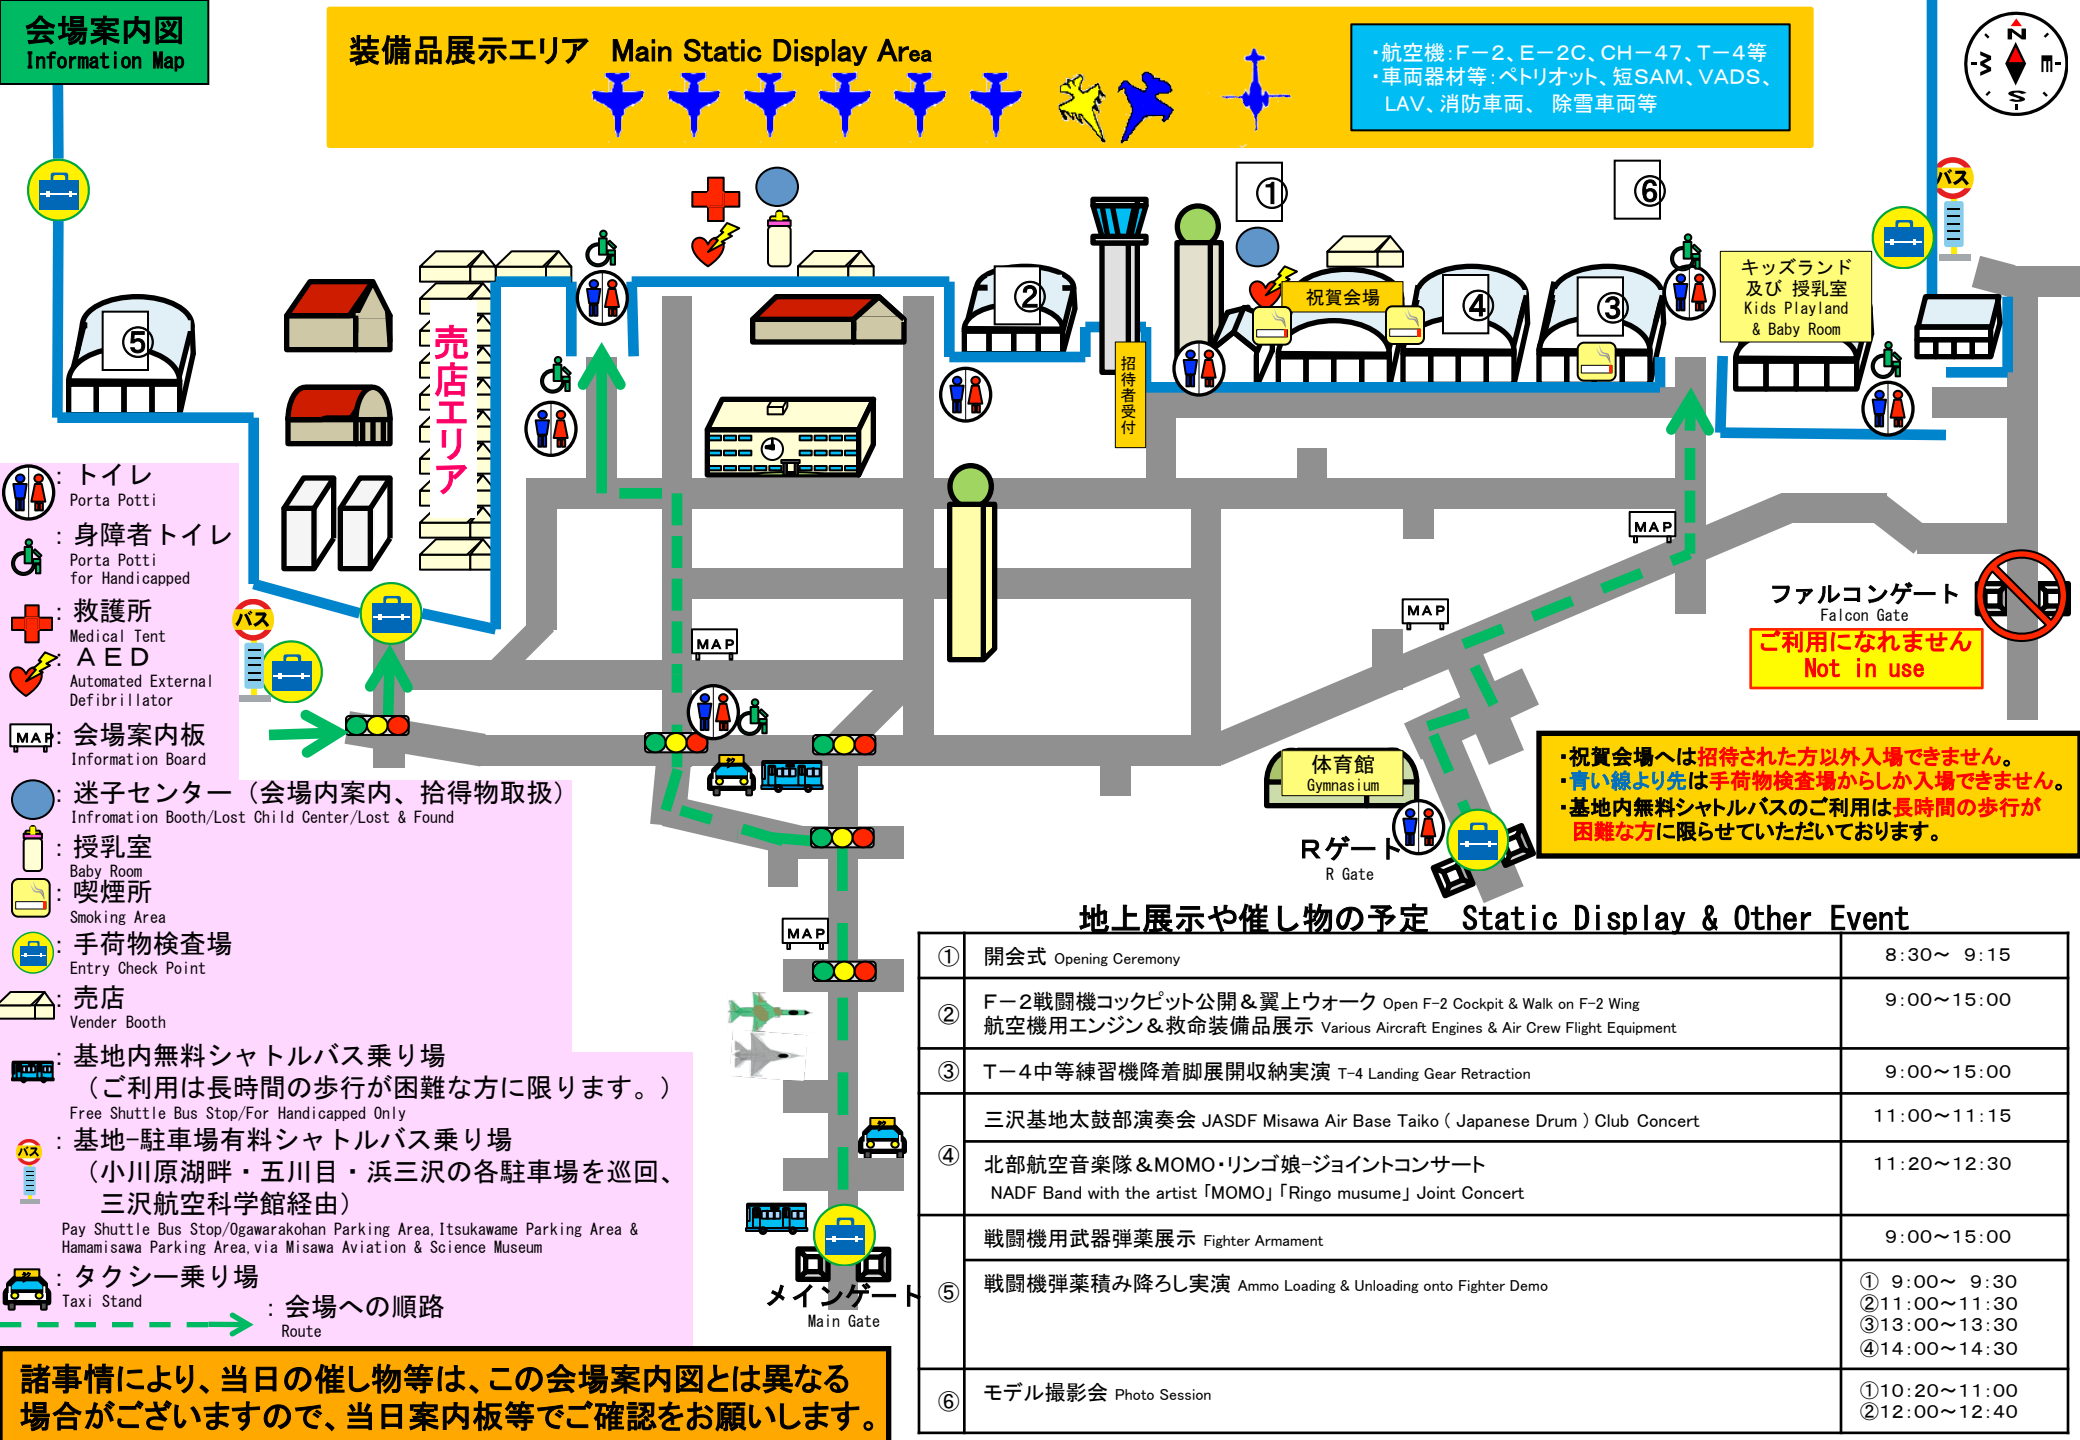 会場案内図
Information Map
装備品展示エリア Main Static Display Area
・航空機:F－2、E－2C、CH－47、T－4等
・車両器材等:ペトリオット、短SAM、VADS、
LAV、消防車両、 除雪車両等
N
E
S
W
①
⑥
バス
キッズランド
及び 授乳室
Kids Playland
& Baby Room
祝賀会場
②
④
③
⑤
売店エリア
招待者受付
トイレ
Porta Potti
: 身障者トイレ
Porta Potti
for Handicapped
: 救護所
Medical Tent
: ＡＥＤ
Automated External
Defibrillator
MAP
: 会場案内板
Information Board
: 迷子センター（会場内案内、拾得物取扱）
Infromation Booth/Lost Child Center/Lost & Found
: 授乳室
Baby Room
: 喫煙所
Smoking Area
: 手荷物検査場
Entry Check Point
: 売店
Vender Booth
: 基地内無料シャトルバス乗り場
（ご利用は長時間の歩行が困難な方に限ります。）
Free Shuttle Bus Stop/For Handicapped Only
バス
: 基地-駐車場有料シャトルバス乗り場
（小川原湖畔・五川目・浜三沢の各駐車場を巡回、
三沢航空科学館経由）
Pay Shuttle Bus Stop/Ogawarakohan Parking Area,Itsukawame Parking Area &
Hamamisawa Parking Area,via Misawa Aviation & Science Museum
: タクシー乗り場
Taxi Stand
: 会場への順路
Route
バス
MAP
MAP
MAP
MAP
ファルコンゲート
Falcon Gate
ご利用になれません
Not in use
体育館
Gymnasium
Ｒゲート
R Gate
・祝賀会場へは招待された方以外入場できません。
・青い線より先は手荷物検査場からしか入場できません。
・基地内無料シャトルバスのご利用は長時間の歩行が
困難な方に限らせていただいております。
メインゲート
Main Gate
地上展示や催し物の予定 Static Display & Other Event
① 開会式 Opening Ceremony 8:30～ 9:15
② F－2戦闘機コックピット公開＆翼上ウォーク Open F-2 Cockpit & Walk on F-2 Wing 9:00～15:00
航空機用エンジン＆救命装備品展示 Various Aircraft Engines & Air Crew Flight Equipment
③ T－4中等練習機降着脚展開収納実演 T-4 Landing Gear Retraction 9:00～15:00
④ 三沢基地太鼓部演奏会 JASDF Misawa Air Base Taiko ( Japanese Drum ) Club Concert 11:00～11:15
北部航空音楽隊＆MOMO・リンゴ娘-ジョイントコンサート 11:20～12:30
NADF Band with the artist 「MOMO」 「Ringo musume」 Joint Concert
⑤ 戦闘機用武器弾薬展示 Fighter Armament 9:00～15:00
戦闘機弾薬積み降ろし実演 Ammo Loading & Unloading onto Fighter Demo ① 9:00～ 9:30
②11:00～11:30
③13:00～13:30
④14:00～14:30
⑥ モデル撮影会 Photo Session ①10:20～11:00
②12:00～12:40
諸事情により、当日の催し物等は、この会場案内図とは異なる
場合がございますので、当日案内板等でご確認をお願いします。